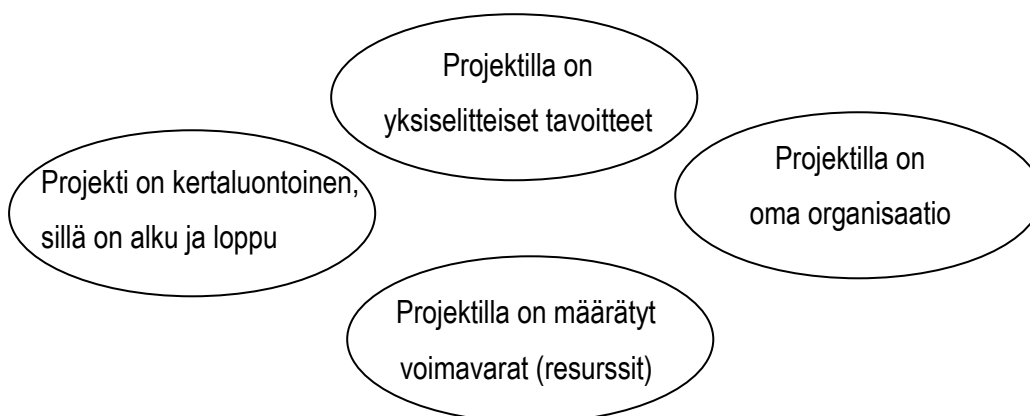 Projektilla on
yksiselitteiset tavoitteet
Projekti on kertaluontoinen,
sillä on alku ja loppu
Projektilla on
oma organisaatio
Projektilla on määrätyt
voimavarat (resurssit)